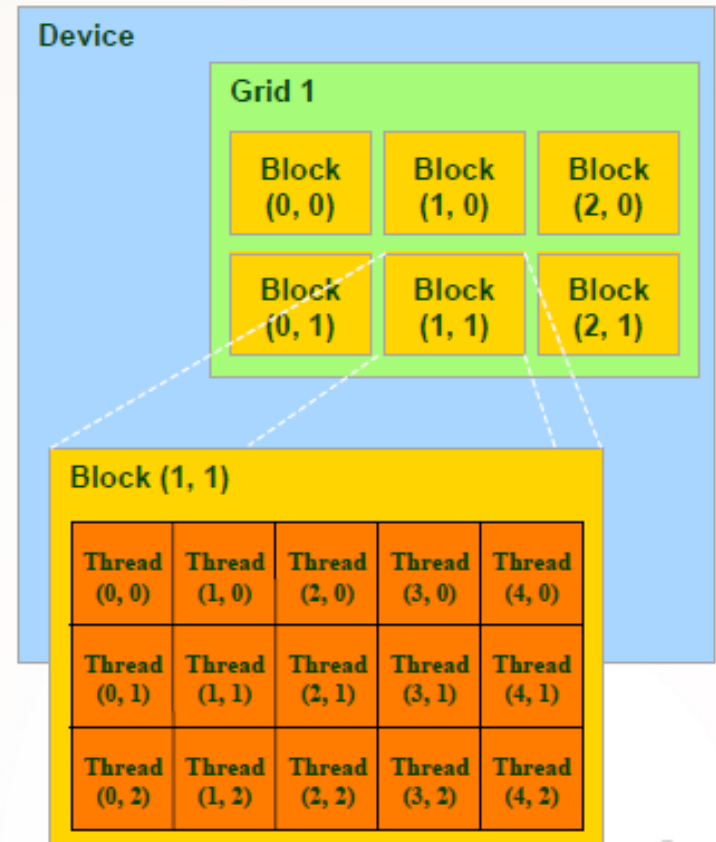 Device
Grid 1
Block Block Block
(0, 0) (1, 0) (2, 0)
Block Block Block
(0, 1) (1, 1) (2, 1)
Block (1, 1)
Thread Thread Thread Thread Thread
(0, 0) (1, 0) (2, 0) (3, 0) (4, 0)
Thread Thread Thread Thread Thread
(0, 1) (1, 1) (2, 1) (3, 1) (4, 1)
Thread Thread Thread Thread Thread
(0, 2) (1, 2) (2, 2) (3, 2) (4, 2)